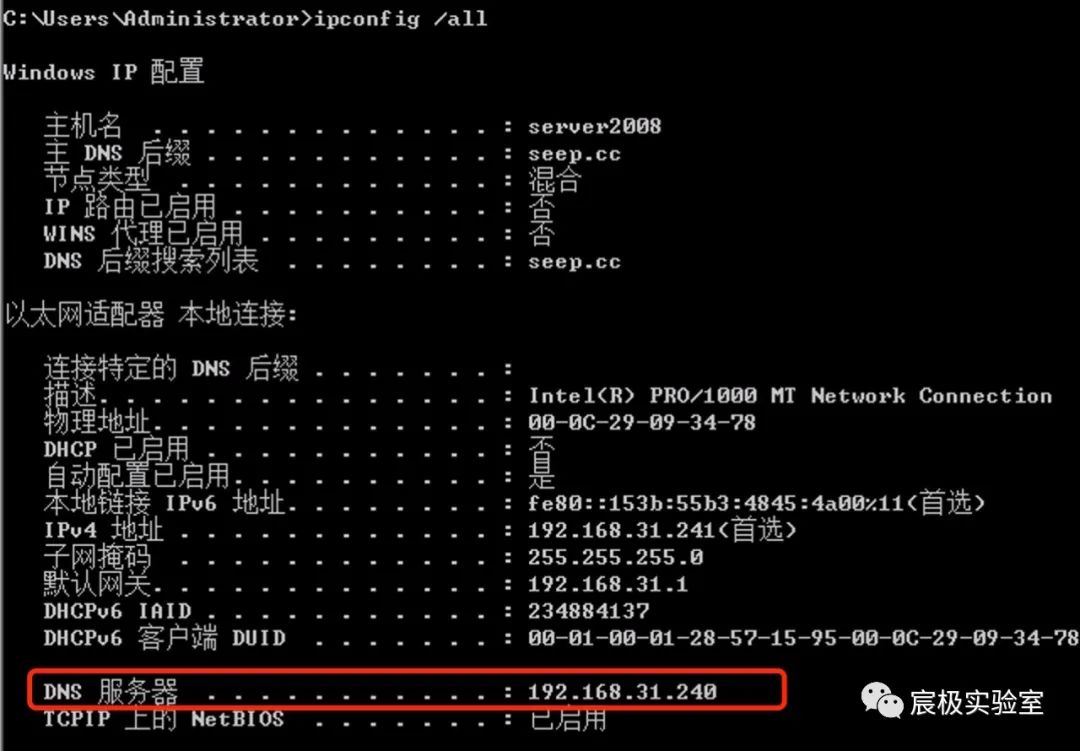 C:\Users\Administrator>ipconfig /all
Windows IP 配置
主机名 . . . . . . . . . . . . . : server2008
主 DNS 后缀 . . . . . . . . . . . : seep.cc
节点类型 . . . . . . . . . . . . : 混合
IP 路由已启用 . . . . . . . . . . : 否
WINS 代理已启用 . . . . . . . . . : 否
DNS 后缀搜索列表 . . . . . . . . : seep.cc
以太网适配器 本地连接:
连接特定的 DNS 后缀 . . . . . . . :
描述. . . . . . . . . . . . . . . : Intel(R) PRO/1000 MT Network Connection
物理地址. . . . . . . . . . . . . : 00-0C-29-09-34-78
DHCP 已启用 . . . . . . . . . . . : 否
自动配置已启用. . . . . . . . . . : 是
本地链接 IPv6 地址. . . . . . . . : fe80::153b:55b3:4845:4a00%11(首选)
IPv4 地址 . . . . . . . . . . . . : 192.168.31.241(首选)
子网掩码 . . . . . . . . . . . . : 255.255.255.0
默认网关. . . . . . . . . . . . . : 192.168.31.1
DHCPv6 IAID . . . . . . . . . . . : 234884137
DHCPv6 客户端 DUID . . . . . . . : 00-01-00-01-28-57-15-95-00-0C-29-09-34-78
DNS 服务器 . . . . . . . . . . . : 192.168.31.240
TCPIP 上的 NetBIOS . . . . . . . : 已启用
宸极实验室